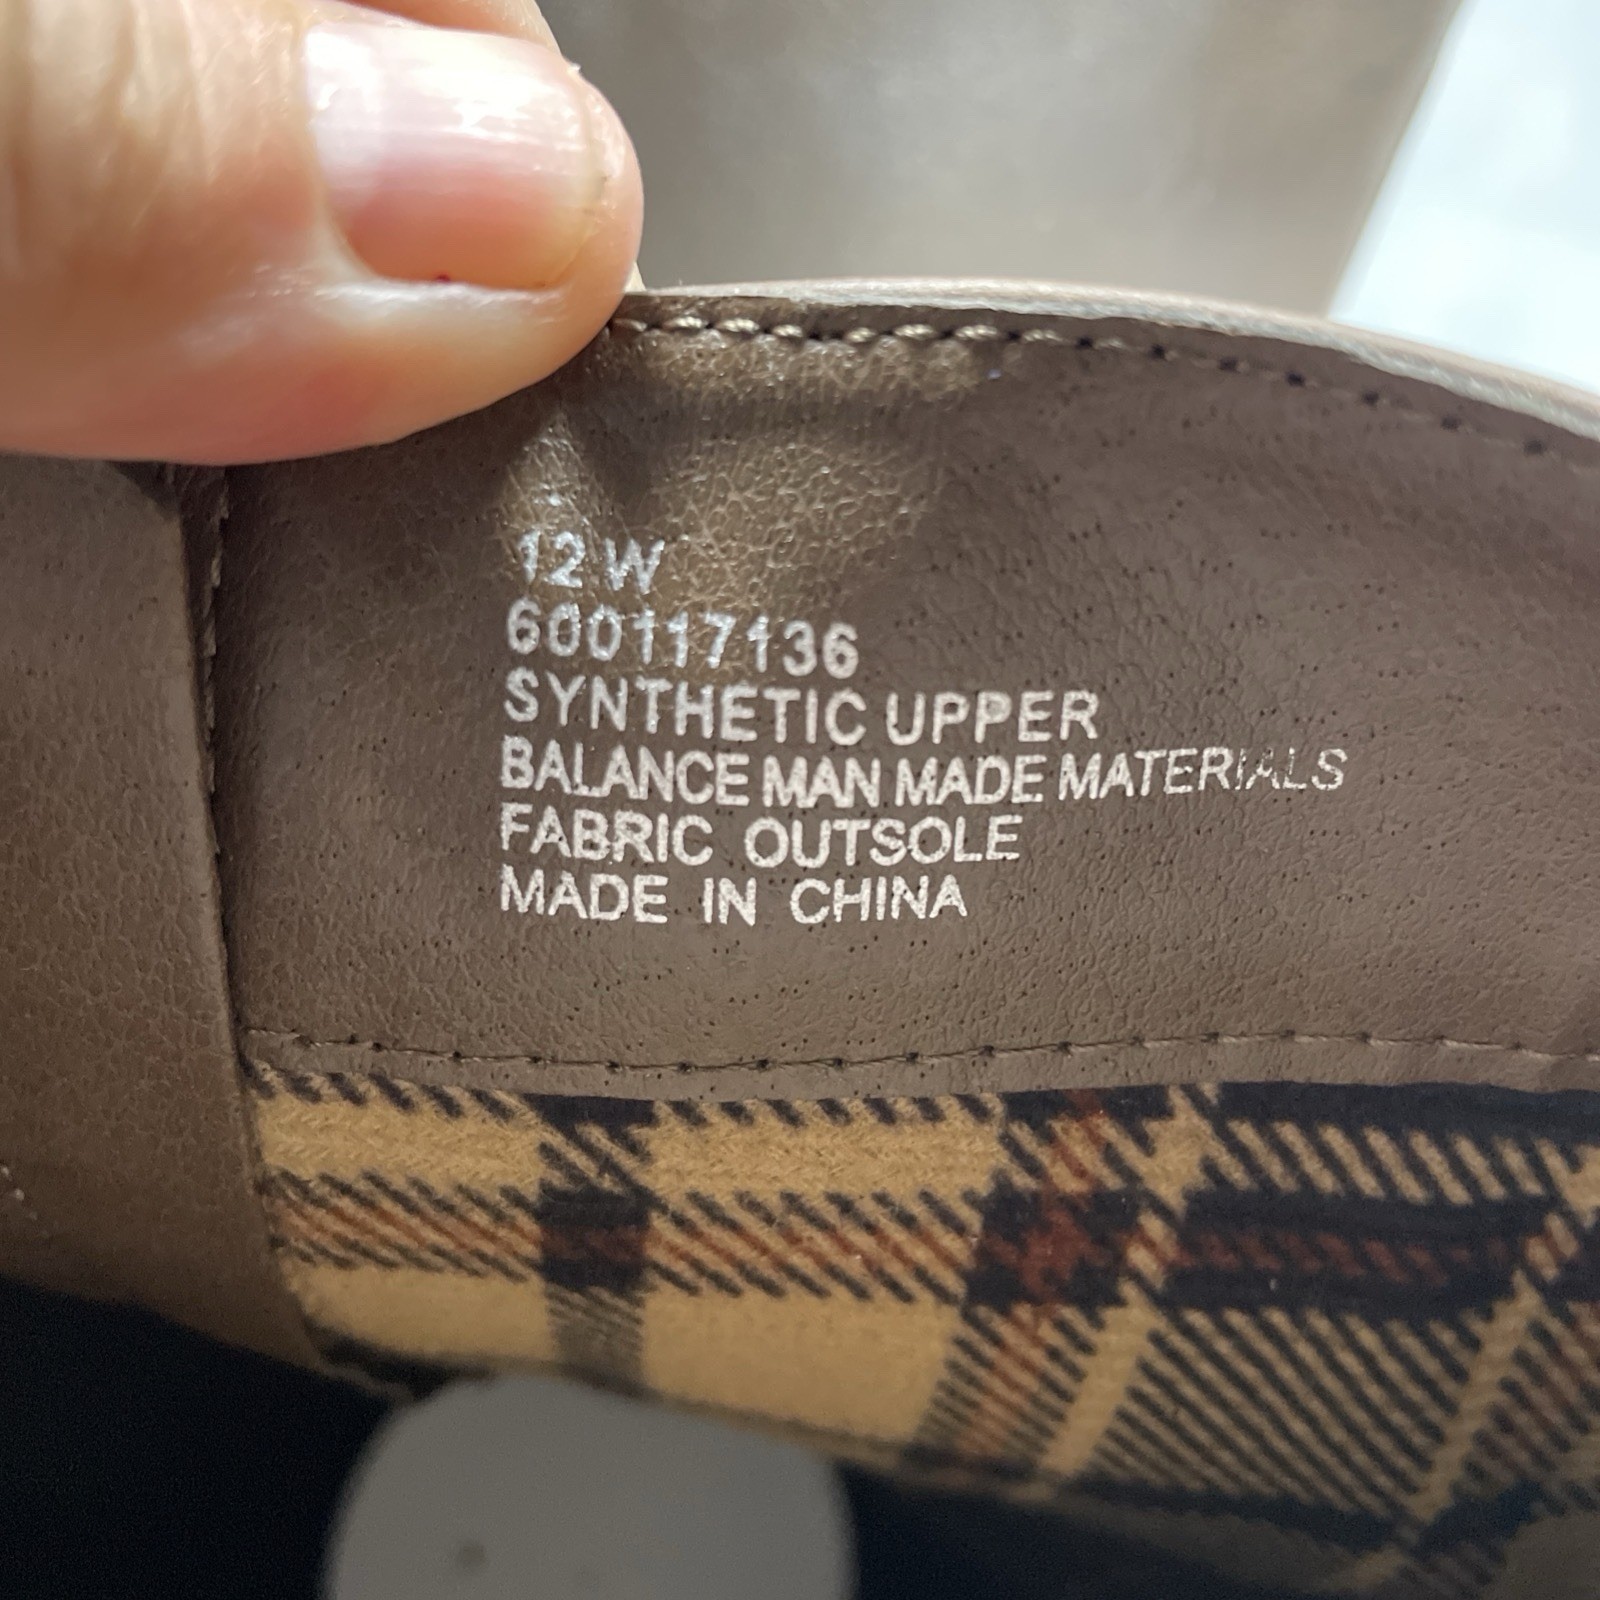 12 W
600117136
SYNTHETIC UPPER
BALANCE MAN MADE MATERIALS
FABRIC OUTSOLE
MADE IN CHINA